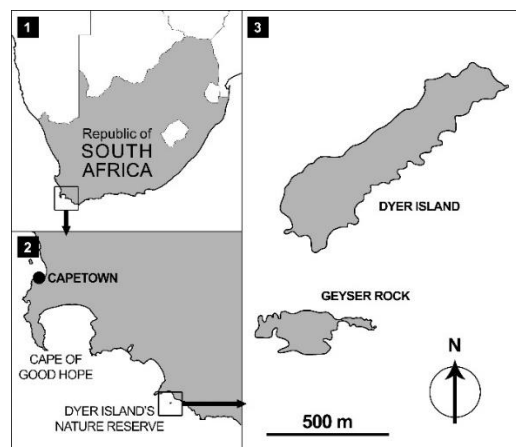 1
Republic of
SOUTH
AFRICA
2
CAPETOWN
CAPE OF
GOOD HOPE
DYER ISLAND'S
NATURE RESERVE
3
DYER ISLAND
GEYSER ROCK
N
500 m